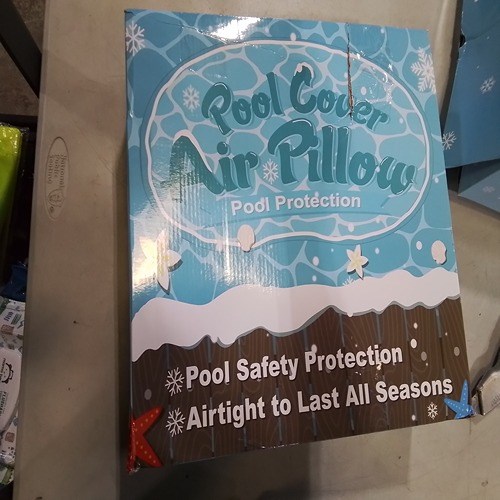 Pool Cover
Air Pillow
Pool Protection
Pool Safety Protection
Airtight to Last All Seasons